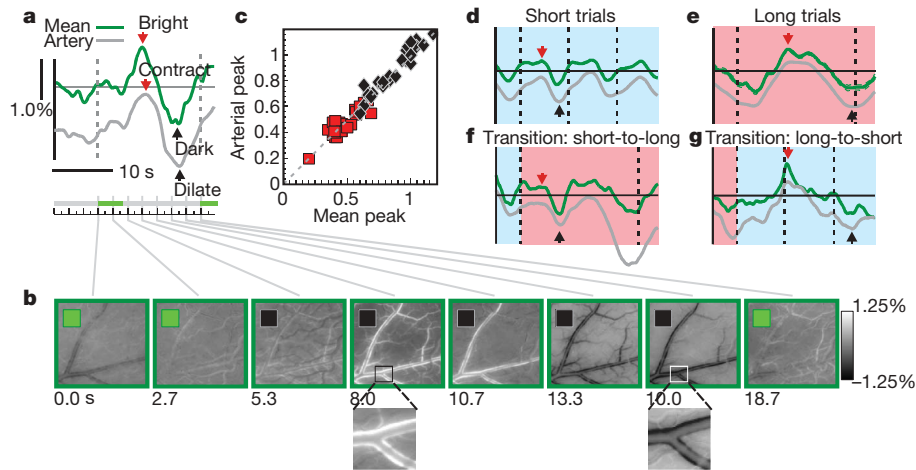 a
Bright
Mean
Artery
Contract
1.0%
Dark
10 s
Dilate
c
Arterial peak
1
0.8
0.6
0.4
0.2
0
0.5
1
Mean peak
d Short trials
e Long trials
f Transition: short-to-long
g Transition: long-to-short
b
1.25%
−1.25%
0.0 s
2.7
5.3
8.0
10.7
13.3
10.0
18.7